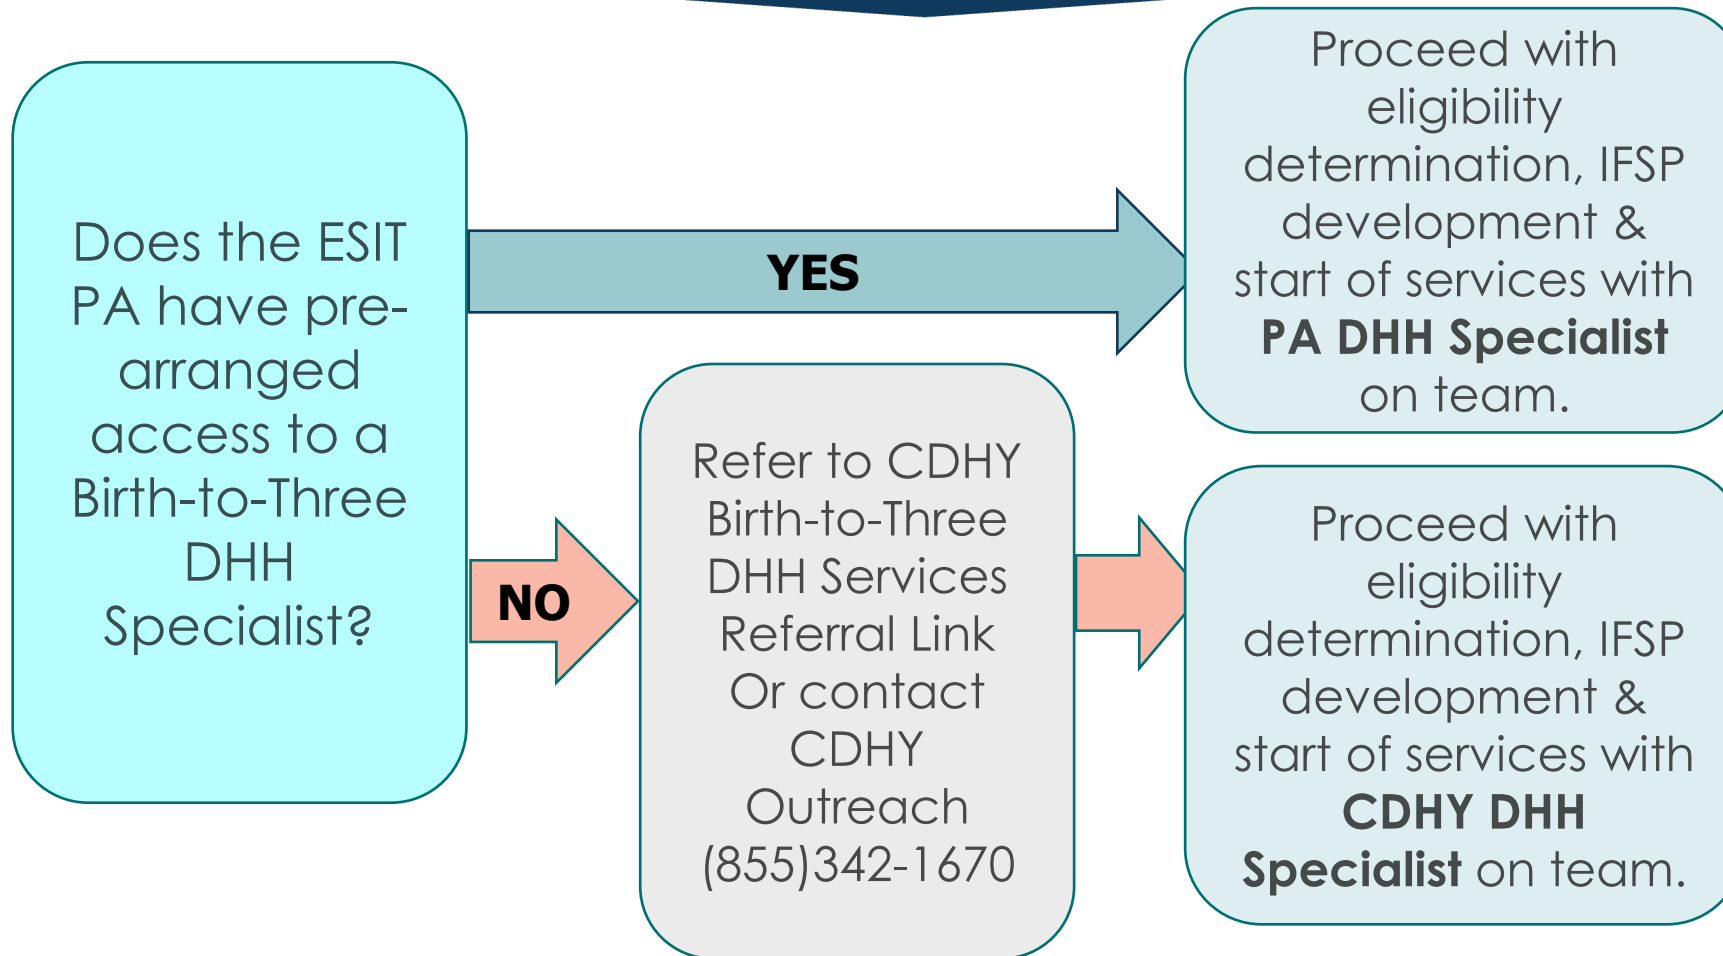 Does the ESIT
PA have pre-
arranged
access to a
Birth-to-Three
DHH
Specialist?
YES
Proceed with
eligibility
determination, IFSP
development &
start of services with
PA DHH Specialist
on team.
NO
Refer to CDHY
Birth-to-Three
DHH Services
Referral Link
Or contact
CDHY
Outreach
(855)342-1670
Proceed with
eligibility
determination, IFSP
development &
start of services with
CDHY DHH
Specialist on team.